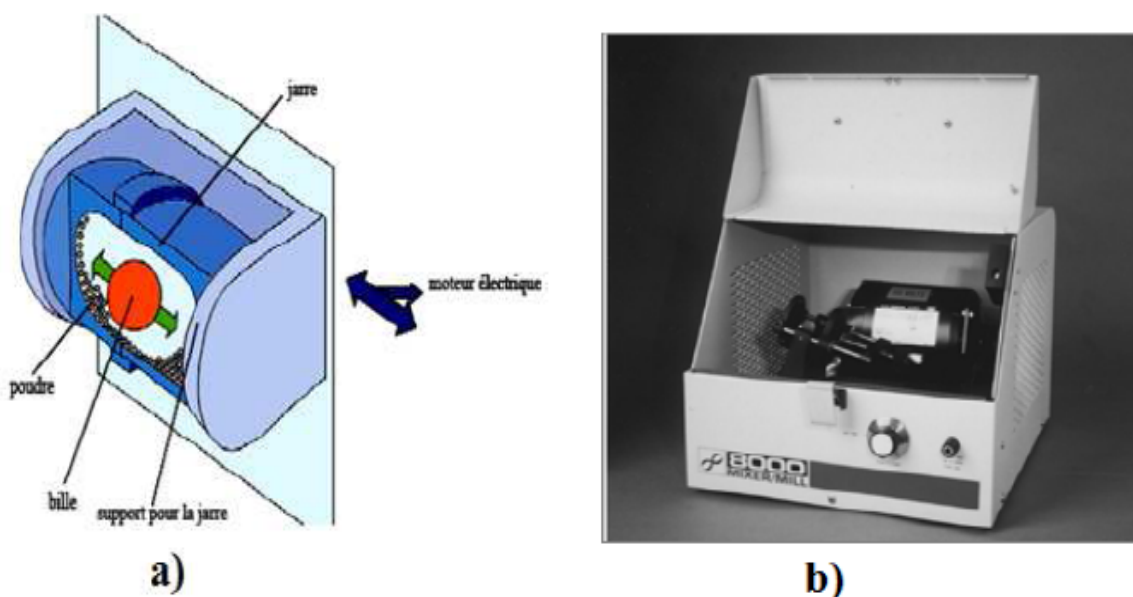 jarre
moteur électrique
poudre
bille
support pour la jarre
a)
8000
MIXER/MILL
b)